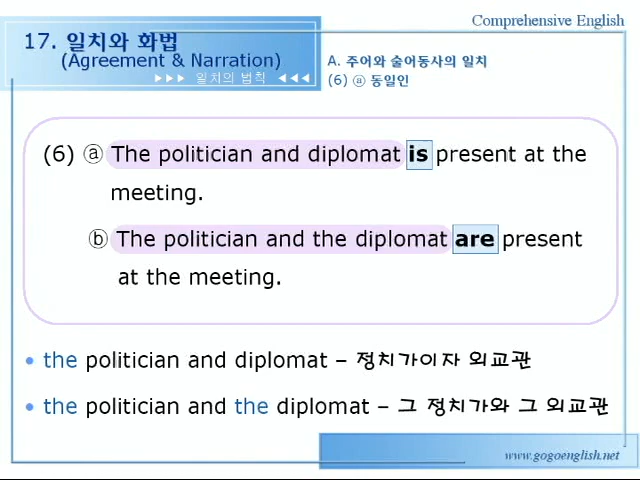 Comprehensive English
17. 일치와 화법
(Agreement & Narration)
▶▶▶ 일치의 법칙 ◀◀◀
A. 주어와 술어동사의 일치
(6) ⓐ 동일인
(6) ⓐ The politician and diplomat is present at the
meeting.
ⓑ The politician and the diplomat are present
at the meeting.
• the politician and diplomat – 정치가이자 외교관
• the politician and the diplomat – 그 정치가와 그 외교관
www.gogoenglish.net